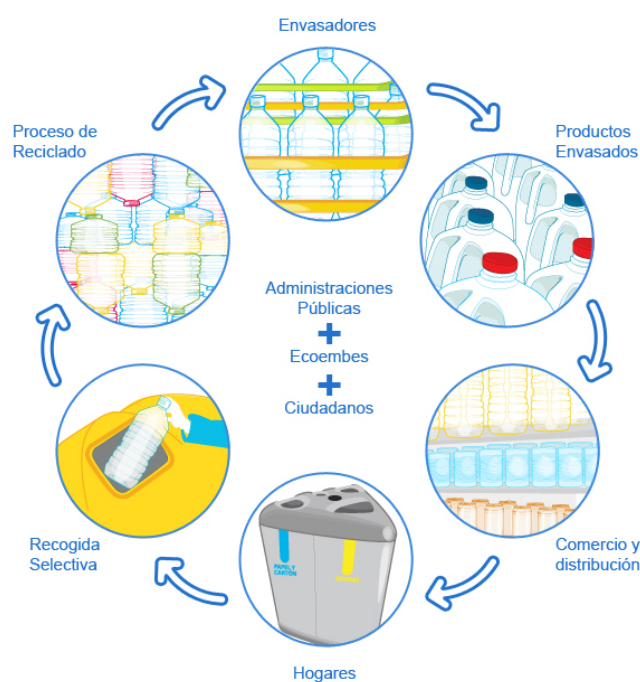 Envasadores
Proceso de
Reciclado
Productos
Envasados
Administraciones
Públicas
+
Ecoembes
+
Ciudadanos
Recogida
Selectiva
PAPEL Y
CARTÓN
Comercio y
distribución
Hogares